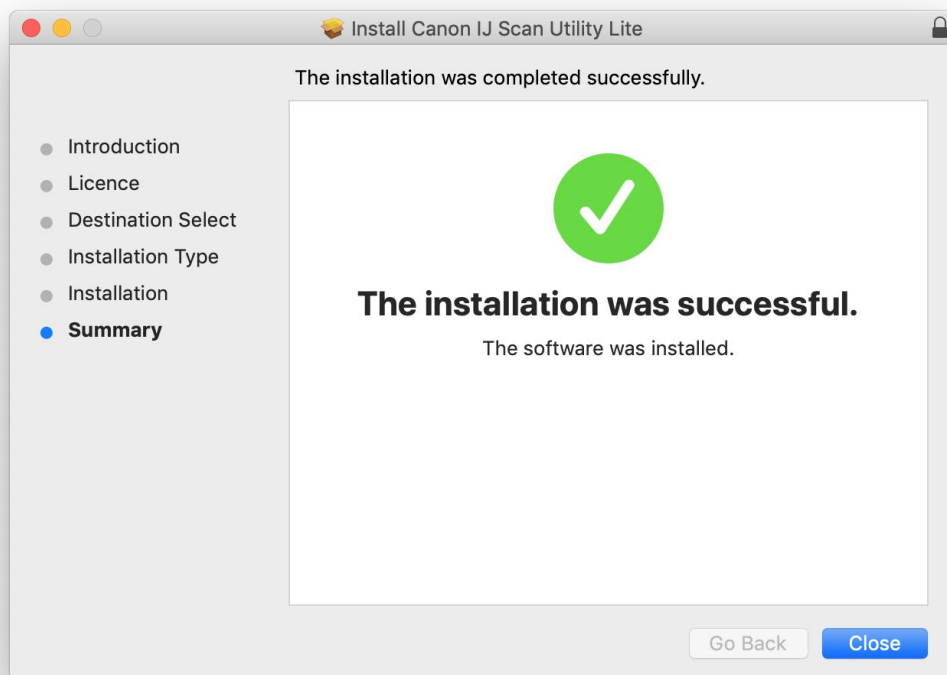 Install Canon IJ Scan Utility Lite
The installation was completed successfully.
Introduction
Licence
Destination Select
Installation Type
Installation
Summary
The installation was successful.
The software was installed.
Go Back
Close